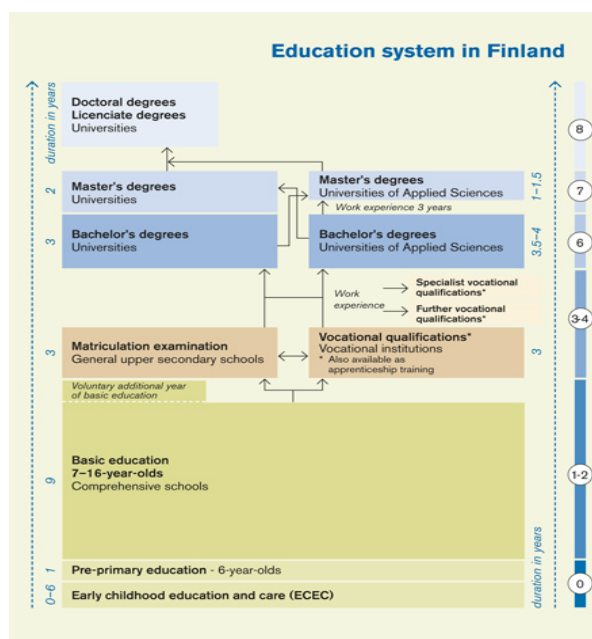 Education system in Finland
duration in years
Doctoral degrees
Licenciate degrees
Universities
8
2
Master's degrees
Universities
Master's degrees
Universities of Applied Sciences
1–1.5
7
Work experience 3 years
3
Bachelor's degrees
Universities
Bachelor's degrees
Universities of Applied Sciences
3.5–4
6
Work
experience
Specialist vocational
qualifications*
Further vocational
qualifications*
3-4
3
Matriculation examination
General upper secondary schools
Vocational qualifications*
Vocational institutions
* Also available as
apprenticeship training
3
Voluntary additional year
of basic education
9
Basic education
7–16-year-olds
Comprehensive schools
1-2
1
Pre-primary education - 6-year-olds
0–6
Early childhood education and care (ECEC)
duration in years
0